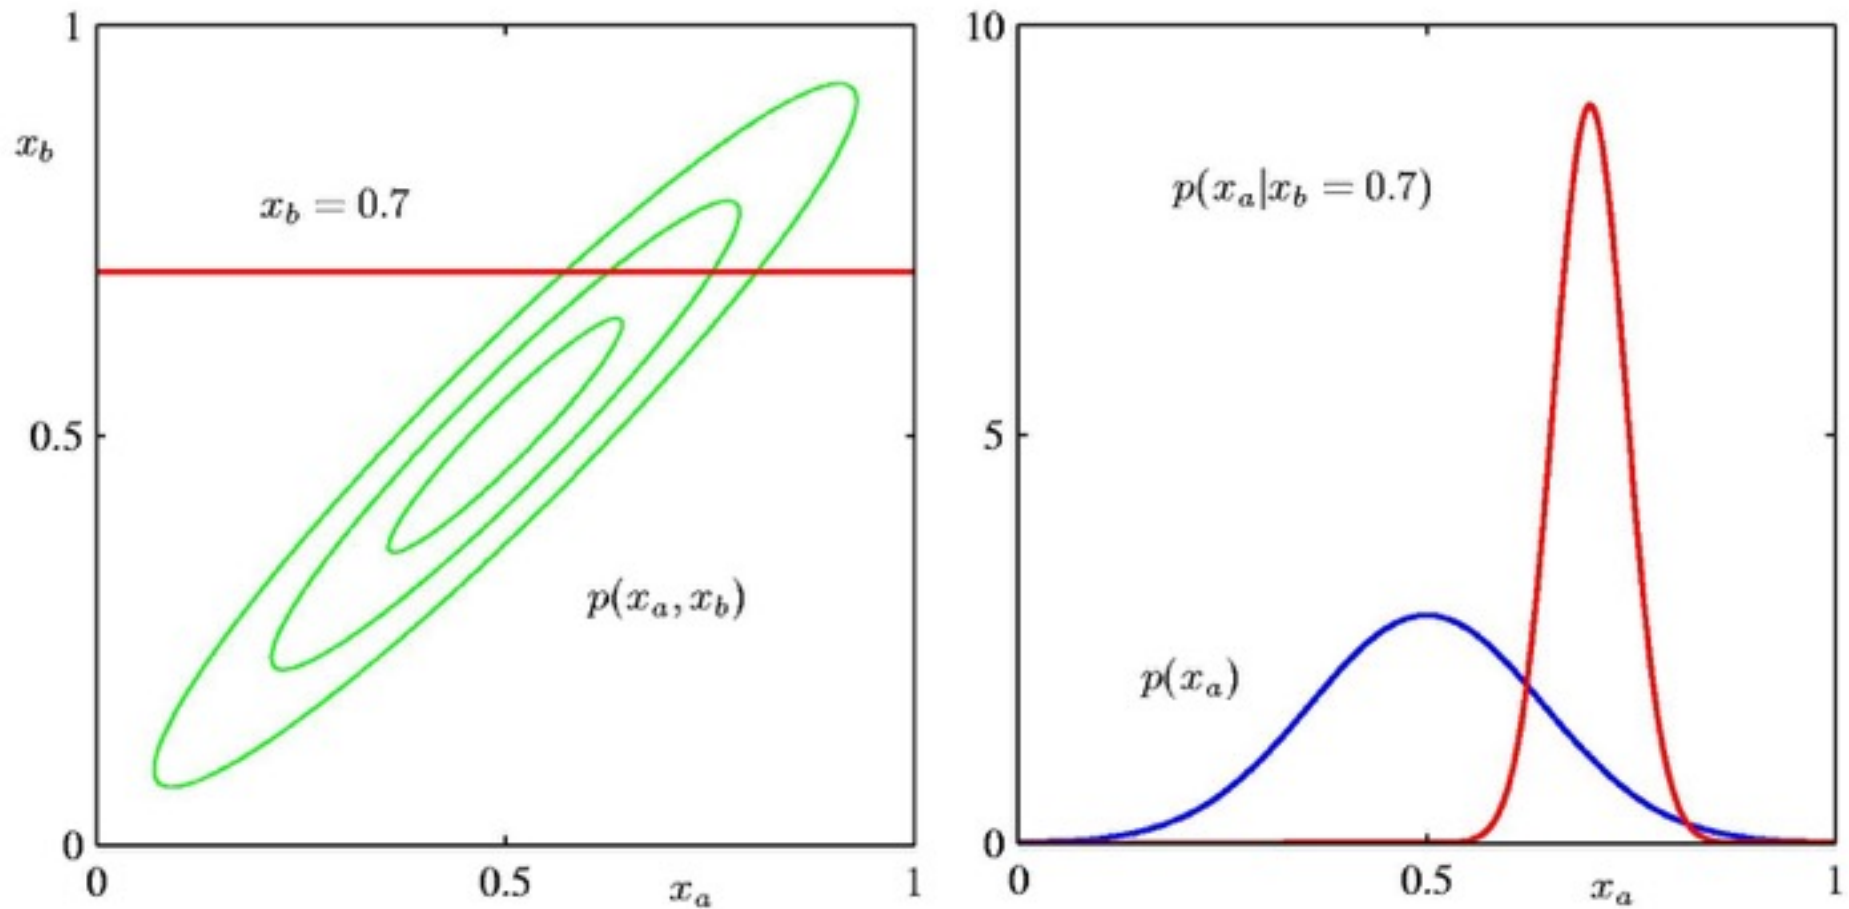 1
x_b
x_b = 0.7
0.5
p(x_a, x_b)
0
0
0.5
x_a
1
10
p(x_a|x_b = 0.7)
5
p(x_a)
0
0
0.5
x_a
1